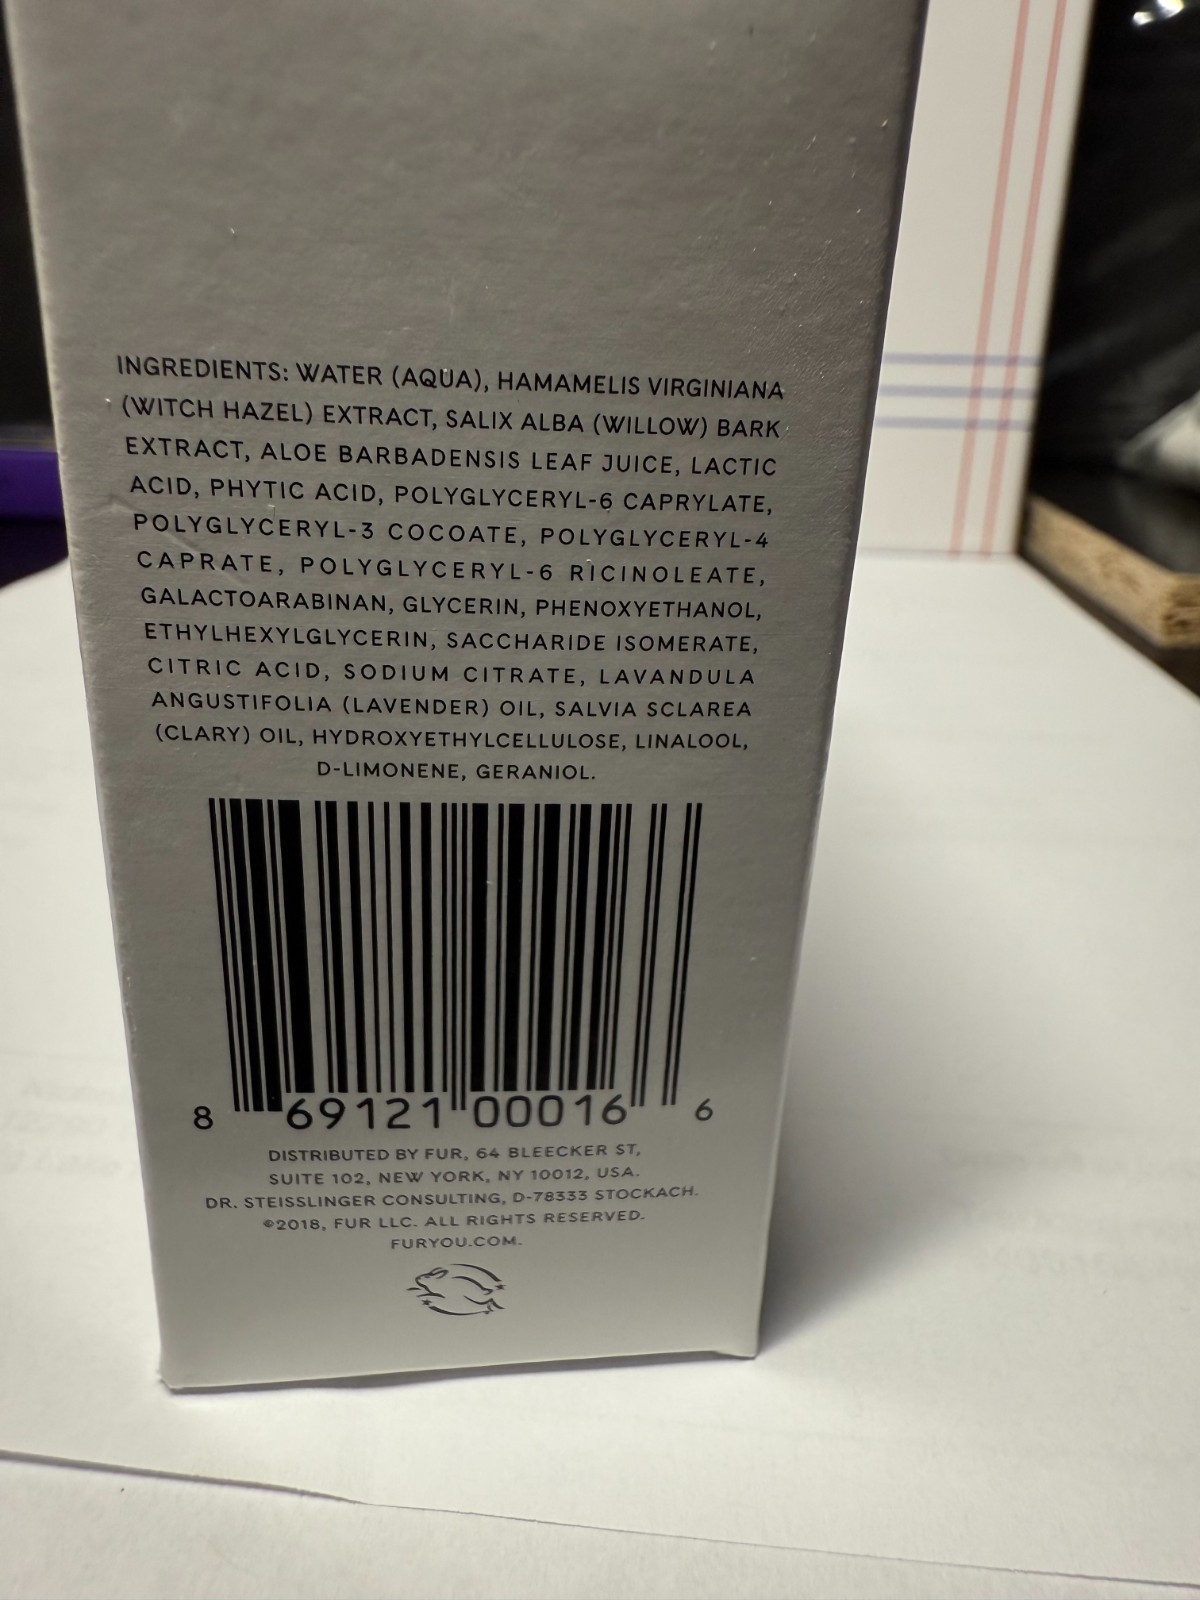 INGREDIENTS: WATER (AQUA), HAMAMELIS VIRGINIANA
(WITCH HAZEL) EXTRACT, SALIX ALBA (WILLOW) BARK
EXTRACT, ALOE BARBADENSIS LEAF JUICE, LACTIC
ACID, PHYTIC ACID, POLYGLYCERYL-6 CAPRYLATE,
POLYGLYCERYL-3 COCOATE, POLYGLYCERYL-4
CAPRATE, POLYGLYCERYL-6 RICINOLEATE,
GALACTOARABINAN, GLYCERIN, PHENOXYETHANOL,
ETHYLHEXYLGLYCERIN, SACCHARIDE ISOMERATE,
CITRIC ACID, SODIUM CITRATE, LAVANDULA
ANGUSTIFOLIA (LAVENDER) OIL, SALVIA SCLAREA
(CLARY) OIL, HYDROXYETHYLCELLULOSE, LINALOOL,
D-LIMONENE, GERANIOL.
8 69121 00016 6
DISTRIBUTED BY FUR, 64 BLEECKER ST,
SUITE 102, NEW YORK, NY 10012, USA.
DR. STEISSLINGER CONSULTING, D-78333 STOCKACH.
©2018, FUR LLC. ALL RIGHTS RESERVED.
FURYOU.COM.